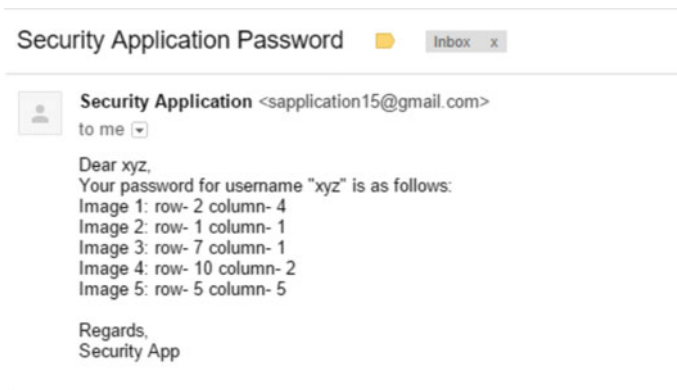 Security Application Password Inbox x
Security Application <sapplication15@gmail.com>
to me
Dear xyz,
Your password for username "xyz" is as follows:
Image 1: row- 2 column- 4
Image 2: row- 1 column- 1
Image 3: row- 7 column- 1
Image 4: row- 10 column- 2
Image 5: row- 5 column- 5
Regards,
Security App